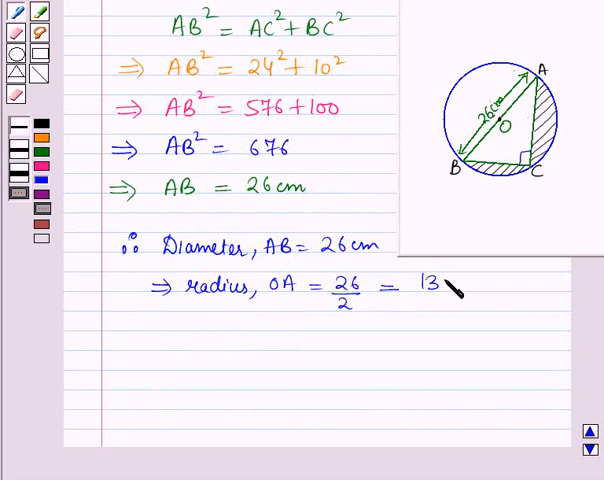 AB² = AC² + BC²
⇒ AB² = 24² + 10²
⇒ AB² = 576 + 100
⇒ AB² = 676
⇒ AB = 26 cm
∴ Diameter, AB = 26 cm
⇒ radius, OA = 26/2 = 13
A
26cm
O
B
C